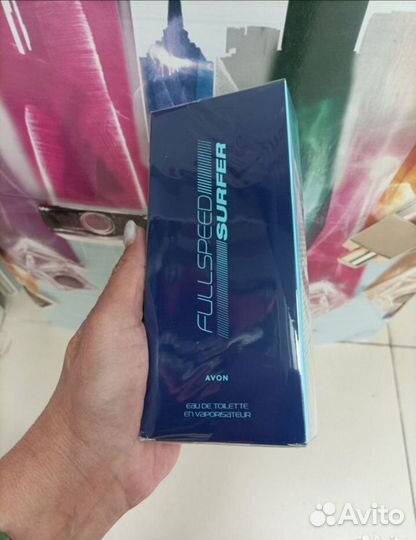 FULLSPEED
SURFER
AVON
EAU DE TOILETTE
EN VAPORISATEUR
Avito